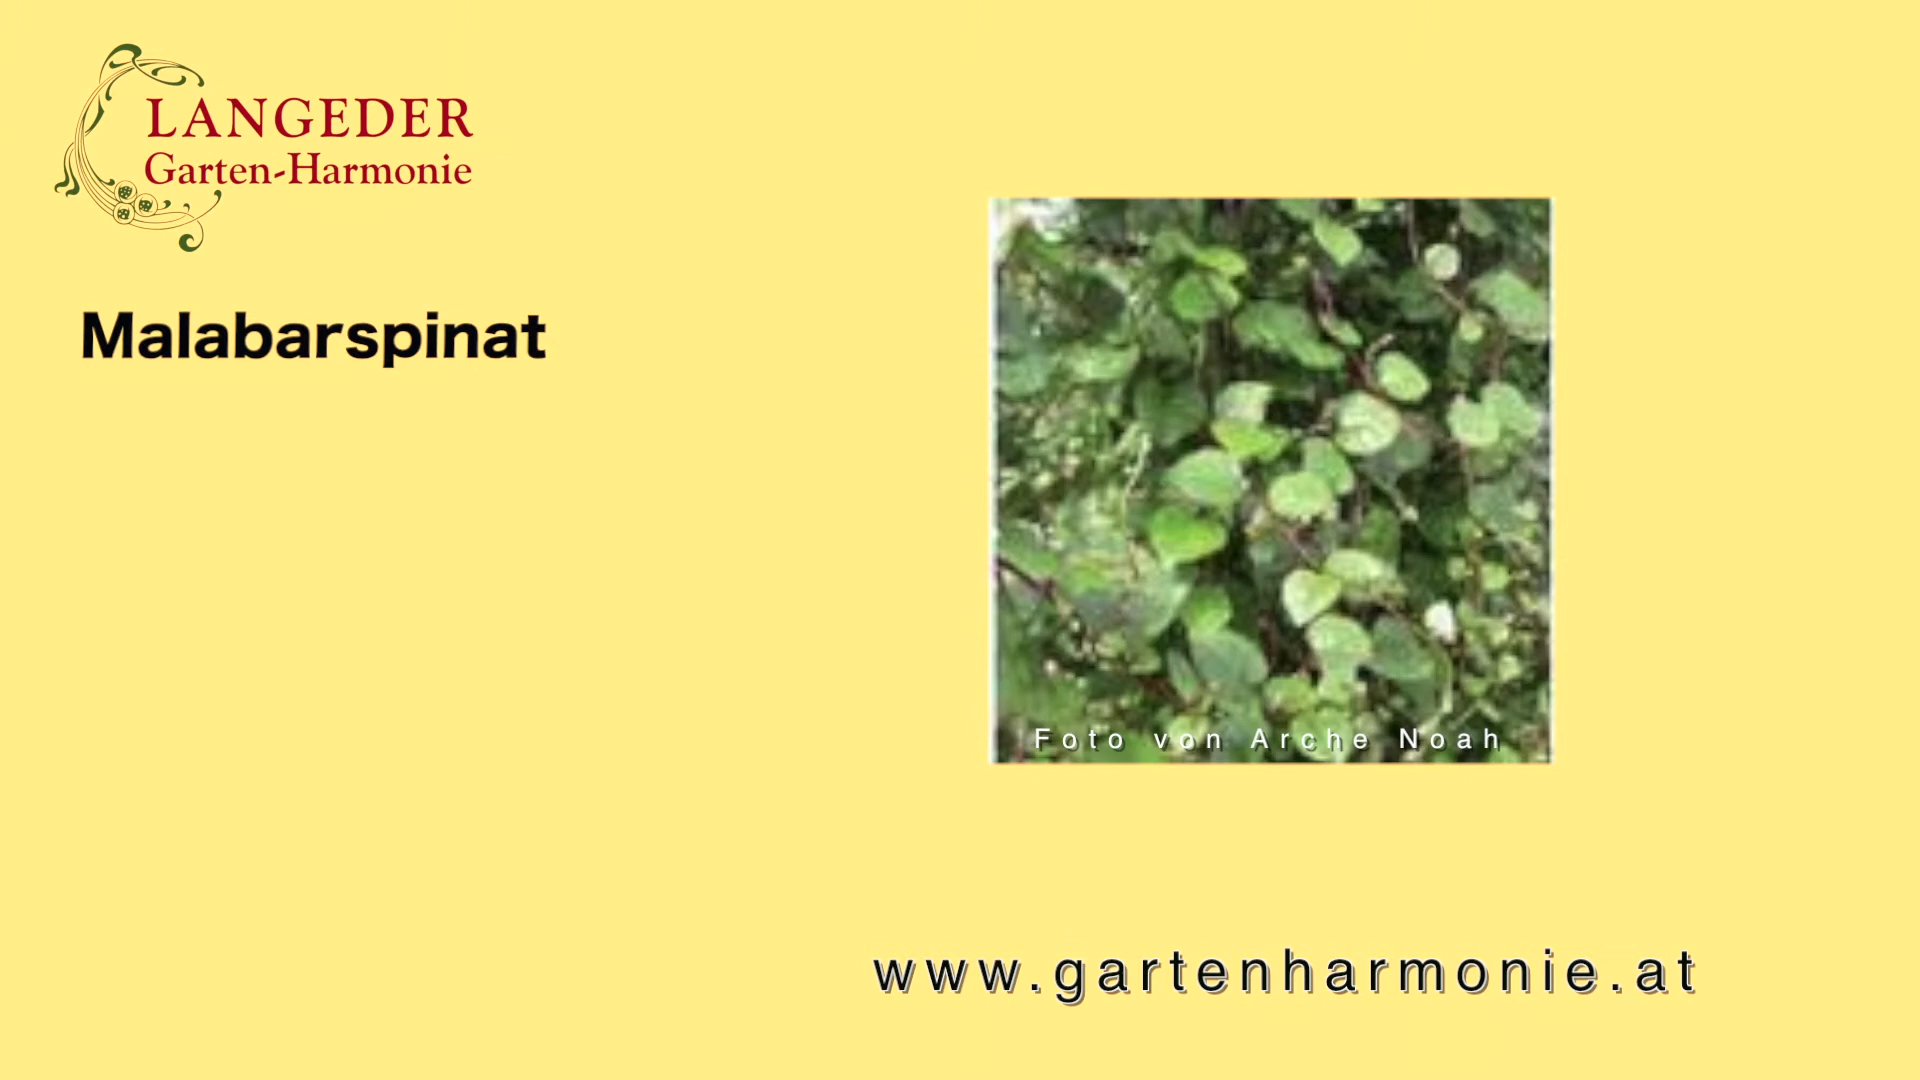 LANGEDER
Garten-Harmonie
Malabarspinat
Foto von Arche Noah
www.gartenharmonie.at